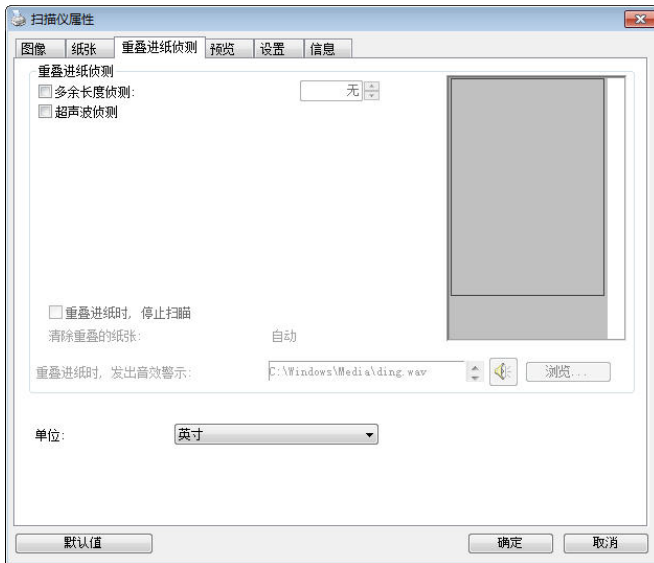 扫描仪属性
图像 纸张 重叠进纸侦测 预览 设置 信息
重叠进纸侦测
多余长度侦测: 无
超声波侦测
重叠进纸时, 停止扫瞄
清除重叠的纸张: 自动
重叠进纸时, 发出音效警示: C:\Windows\Media\ding.wav 浏览...
单位: 英寸
默认值 确定 取消